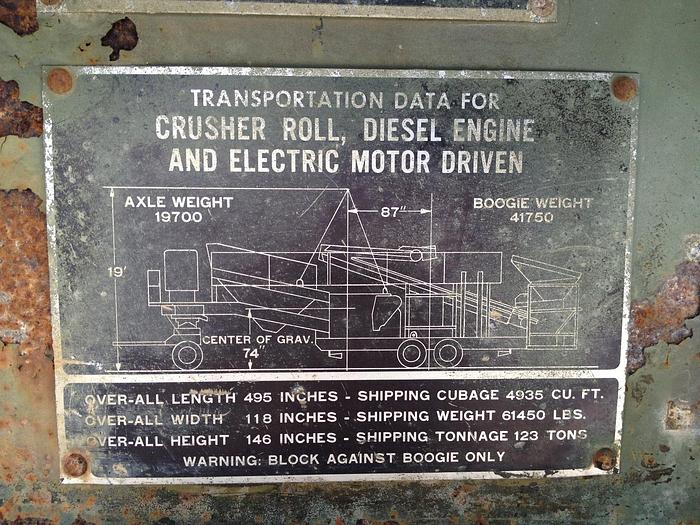 TRANSPORTATION DATA FOR
CRUSHER ROLL, DIESEL ENGINE
AND ELECTRIC MOTOR DRIVEN
AXLE WEIGHT
19700
87"
BOOGIE WEIGHT
41750
19'
CENTER OF GRAV.
74"
OVER-ALL LENGTH 495 INCHES - SHIPPING CUBAGE 4935 CU. FT.
OVER-ALL WIDTH 118 INCHES - SHIPPING WEIGHT 61450 LBS.
OVER-ALL HEIGHT 146 INCHES - SHIPPING TONNAGE 123 TONS
WARNING: BLOCK AGAINST BOOGIE ONLY